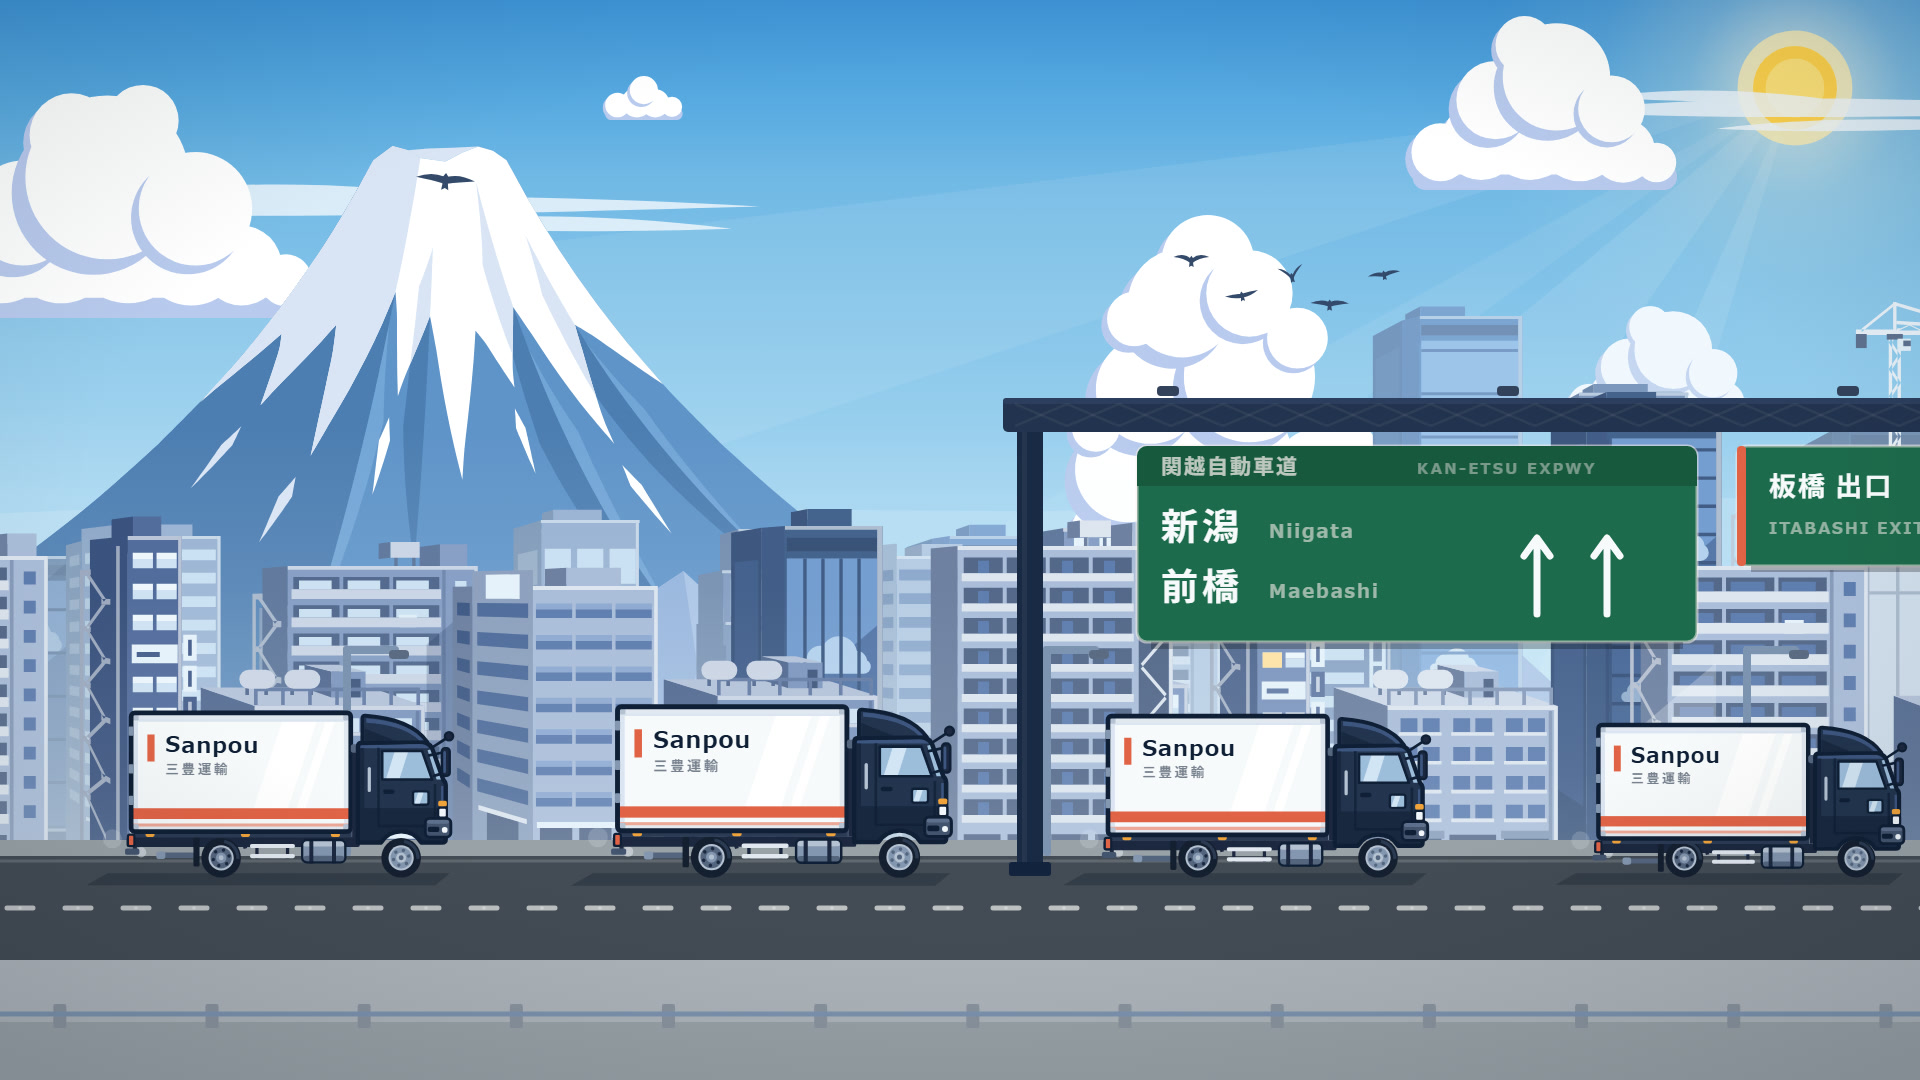 関越自動車道 KAN-ETSU EXPWY
新潟 Niigata
前橋 Maebashi
板橋 出口
ITABASHI EXIT
Sanpou
三豊運輸
Sanpou
三豊運輸
Sanpou
三豊運輸
Sanpou
三豊運輸